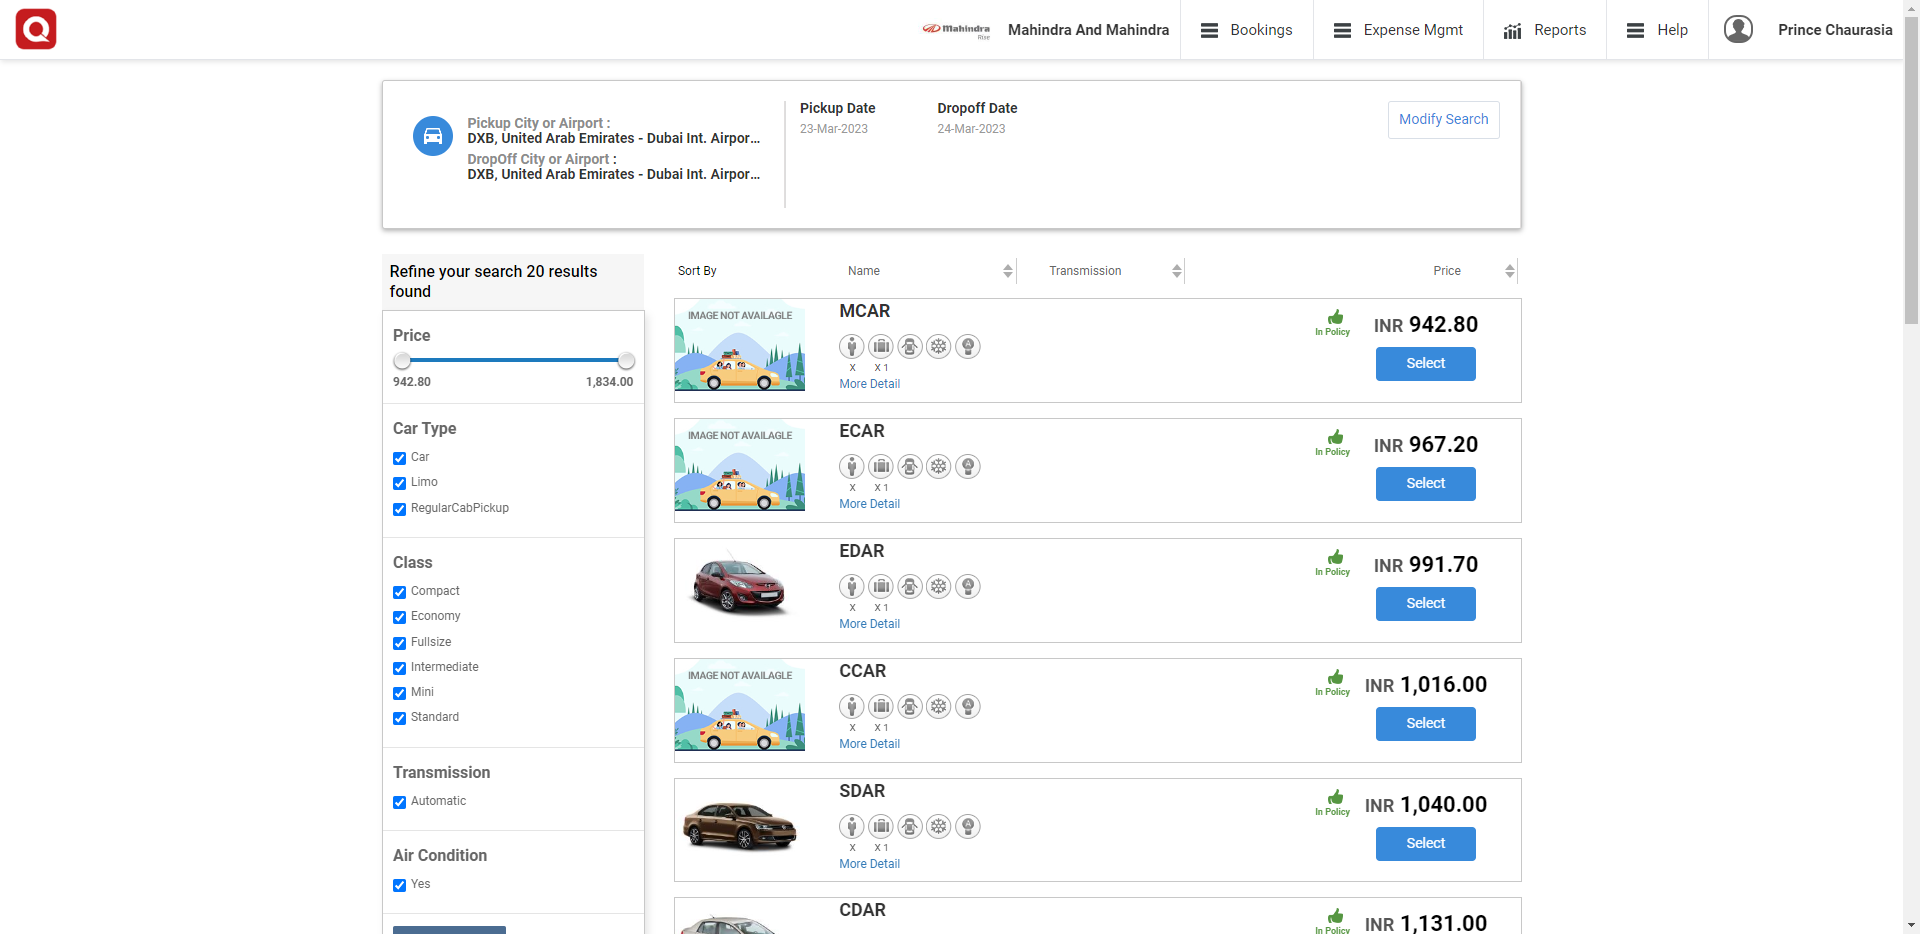 Mahindra
Rise
Mahindra And Mahindra
Bookings
Expense Mgmt
Reports
Help
Prince Chaurasia
Pickup City or Airport :
DXB, United Arab Emirates - Dubai Int. Airpor...
DropOff City or Airport :
DXB, United Arab Emirates - Dubai Int. Airpor...
Pickup Date
23-Mar-2023
Dropoff Date
24-Mar-2023
Modify Search
Refine your search 20 results
found
Price
942.80
1,834.00
Car Type
Car
Limo
RegularCabPickup
Class
Compact
Economy
Fullsize
Intermediate
Mini
Standard
Transmission
Automatic
Air Condition
Yes
Sort By
Name
Transmission
Price
IMAGE NOT AVAILAGLE
MCAR
X
X 1
More Detail
In Policy
INR 942.80
Select
IMAGE NOT AVAILAGLE
ECAR
X
X 1
More Detail
In Policy
INR 967.20
Select
EDAR
X
X 1
More Detail
In Policy
INR 991.70
Select
IMAGE NOT AVAILAGLE
CCAR
X
X 1
More Detail
In Policy
INR 1,016.00
Select
SDAR
X
X 1
More Detail
In Policy
INR 1,040.00
Select
CDAR
In Policy
INR 1,131.00